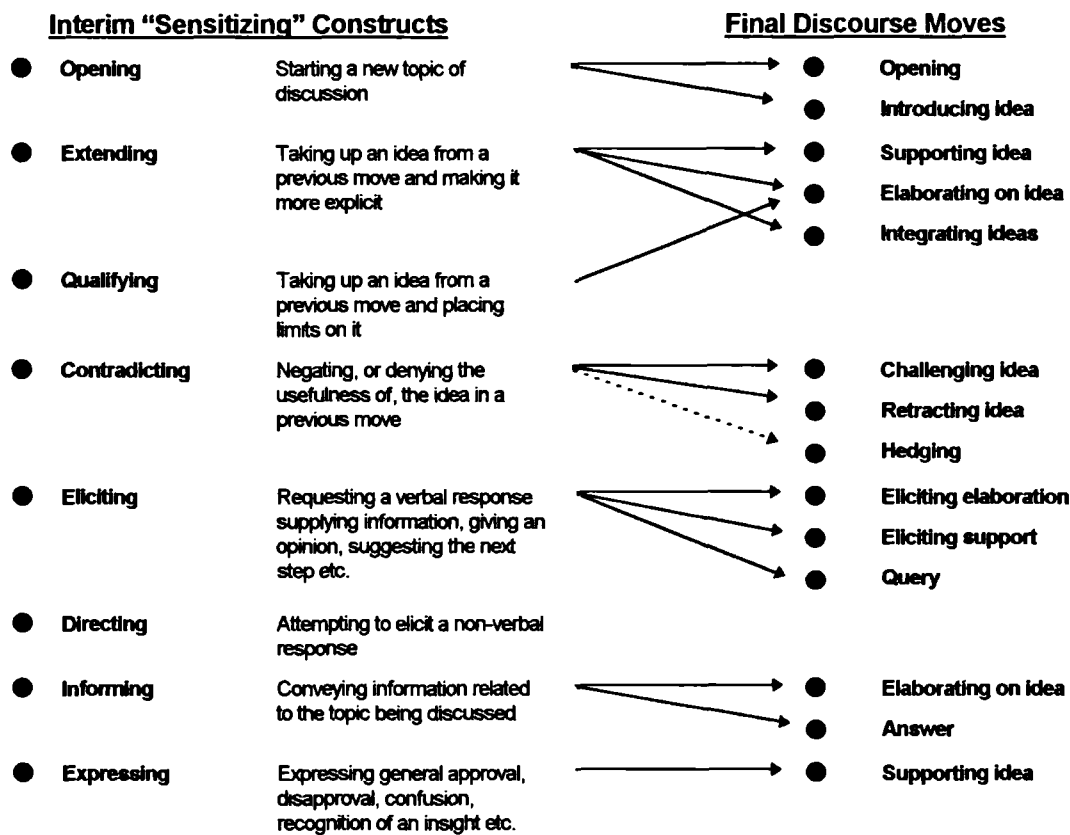 Interim “Sensitizing” Constructs
Final Discourse Moves
Opening
Starting a new topic of
discussion
Opening
Introducing idea
Extending
Taking up an idea from a
previous move and making it
more explicit
Supporting idea
Elaborating on idea
Integrating ideas
Qualifying
Taking up an idea from a
previous move and placing
limits on it
Contradicting
Negating, or denying the
usefulness of, the idea in a
previous move
Challenging idea
Retracting idea
Hedging
Eliciting
Requesting a verbal response
supplying information, giving an
opinion, suggesting the next
step etc.
Eliciting elaboration
Eliciting support
Query
Directing
Attempting to elicit a non-verbal
response
Informing
Conveying information related
to the topic being discussed
Elaborating on idea
Answer
Expressing
Expressing general approval,
disapproval, confusion,
recognition of an insight etc.
Supporting idea